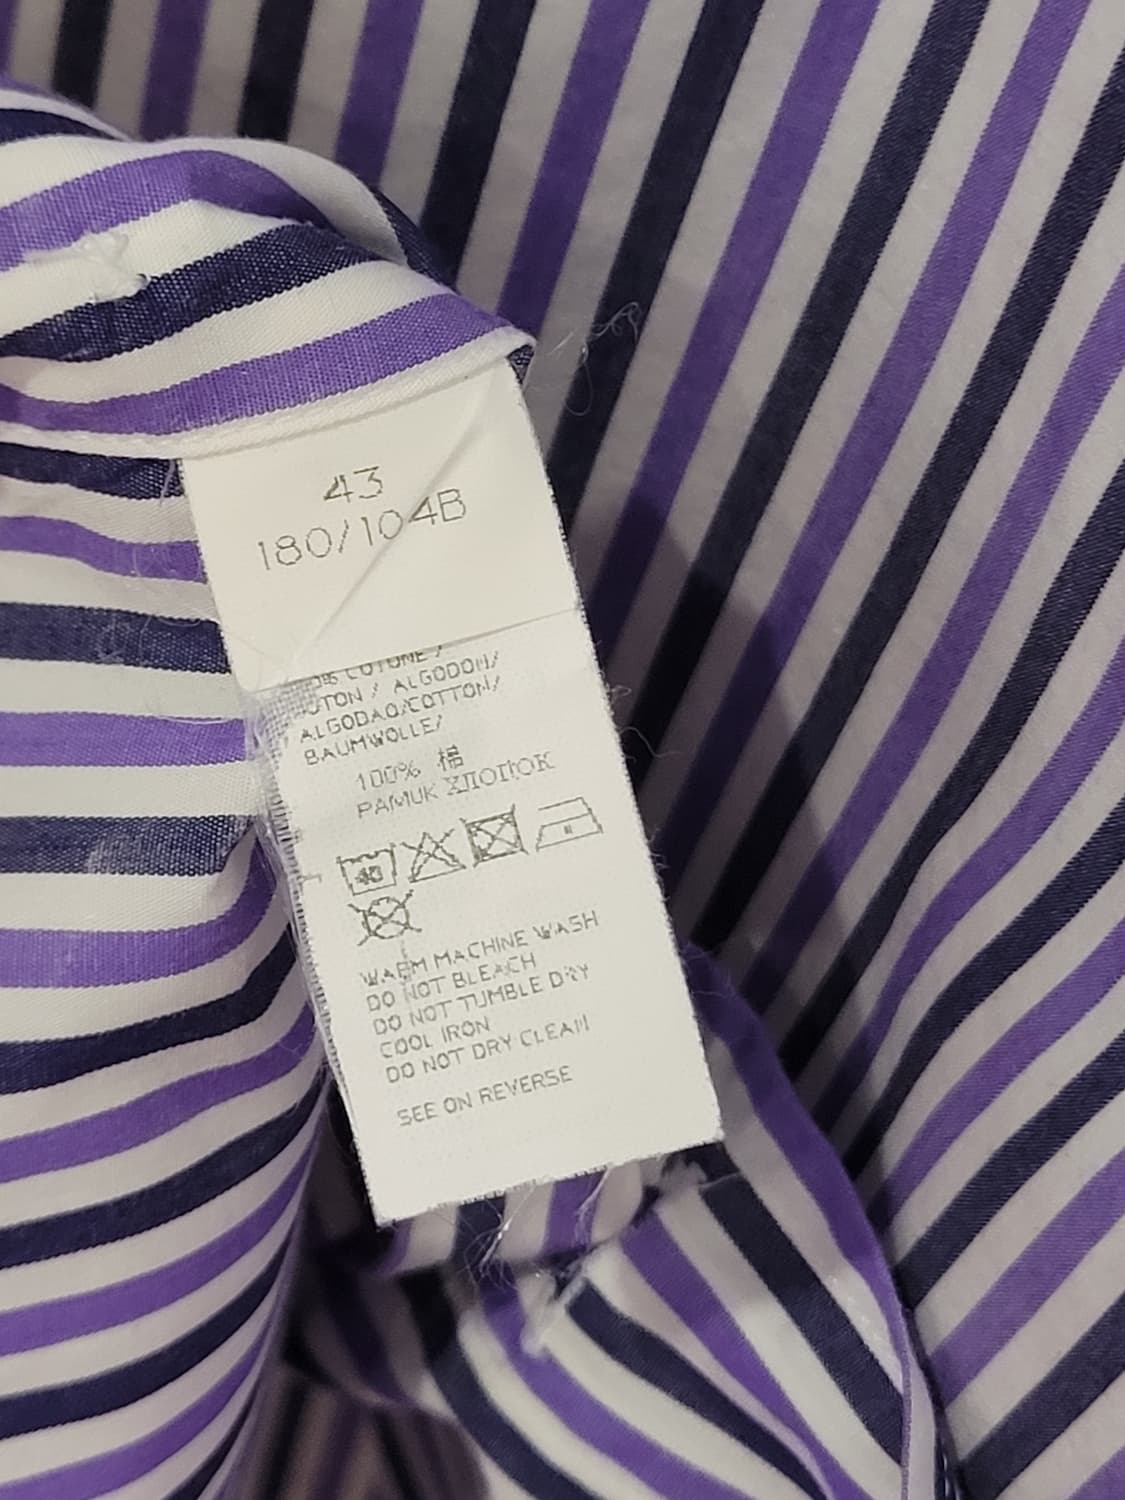 43
180/104B
COTONE /
ALGODON/
ALGODAO/COTTON/
BAUMWOLLE/
100% 棉
PAMUK ХЛОПОК
40
WARM MACHINE WASH
DO NOT BLEACH
DO NOT TUMBLE DRY
COOL IRON
DO NOT DRY CLEAN
SEE ON REVERSE